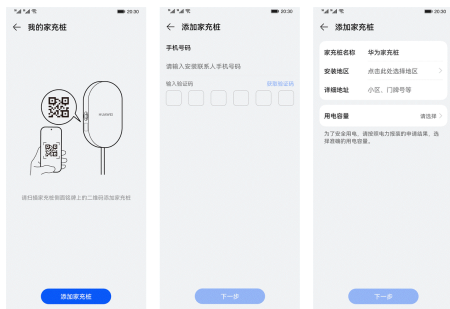 20:30
我的家充桩
HUAWEI
请扫描家充桩侧面铭牌上的二维码添加家充桩
添加家充桩
20:30
添加家充桩
手机号码
请输入安装联系人手机号码
输入验证码
获取验证码
下一步
20:30
添加家充桩
家充桩名称 华为家充桩
安装地区 点击此处选择地区
详细地址 小区、门牌号等
用电容量 请选择
为了安全用电，请按照电力报装的申请结果，选
择准确的用电容量。
下一步